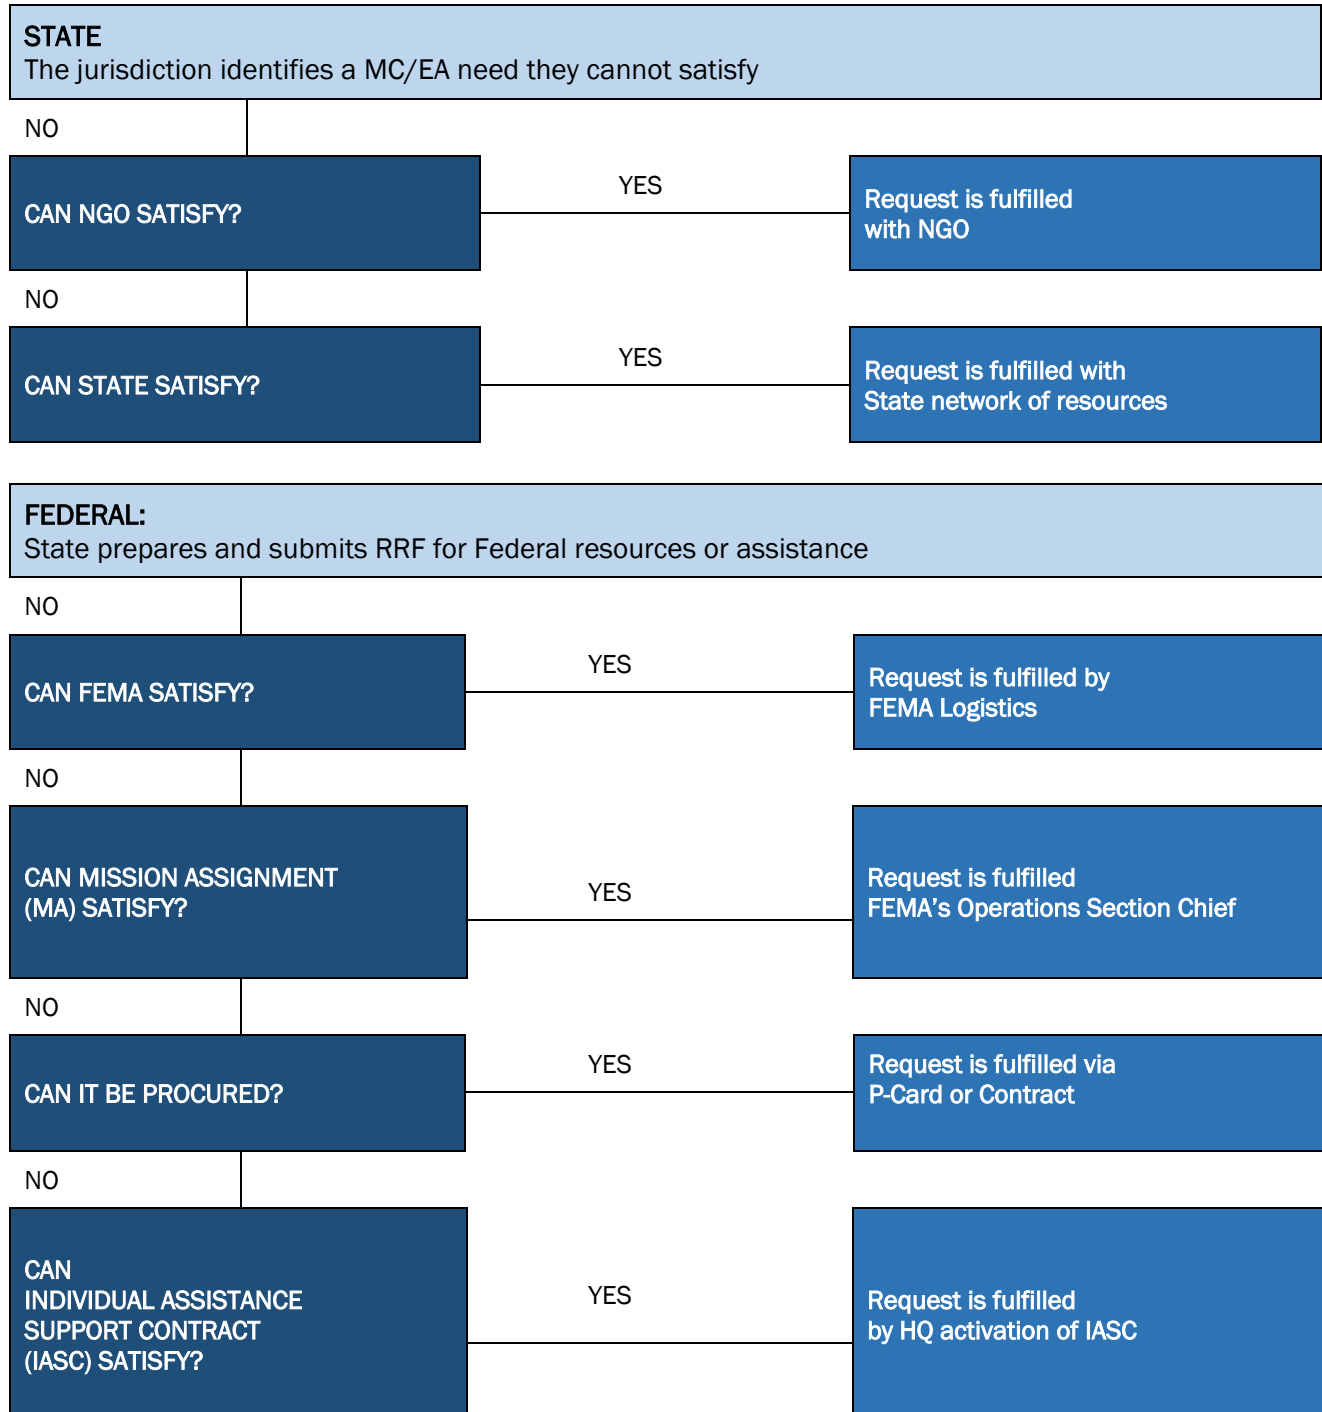 STATE
The jurisdiction identifies a MC/EA need they cannot satisfy
NO
CAN NGO SATISFY?
YES
Request is fulfilled
with NGO
NO
CAN STATE SATISFY?
YES
Request is fulfilled with
State network of resources
FEDERAL:
State prepares and submits RRF for Federal resources or assistance
NO
CAN FEMA SATISFY?
YES
Request is fulfilled by
FEMA Logistics
NO
CAN MISSION ASSIGNMENT
(MA) SATISFY?
YES
Request is fulfilled
FEMA’s Operations Section Chief
NO
CAN IT BE PROCURED?
YES
Request is fulfilled via
P-Card or Contract
NO
CAN
INDIVIDUAL ASSISTANCE
SUPPORT CONTRACT
(IASC) SATISFY?
YES
Request is fulfilled
by HQ activation of IASC